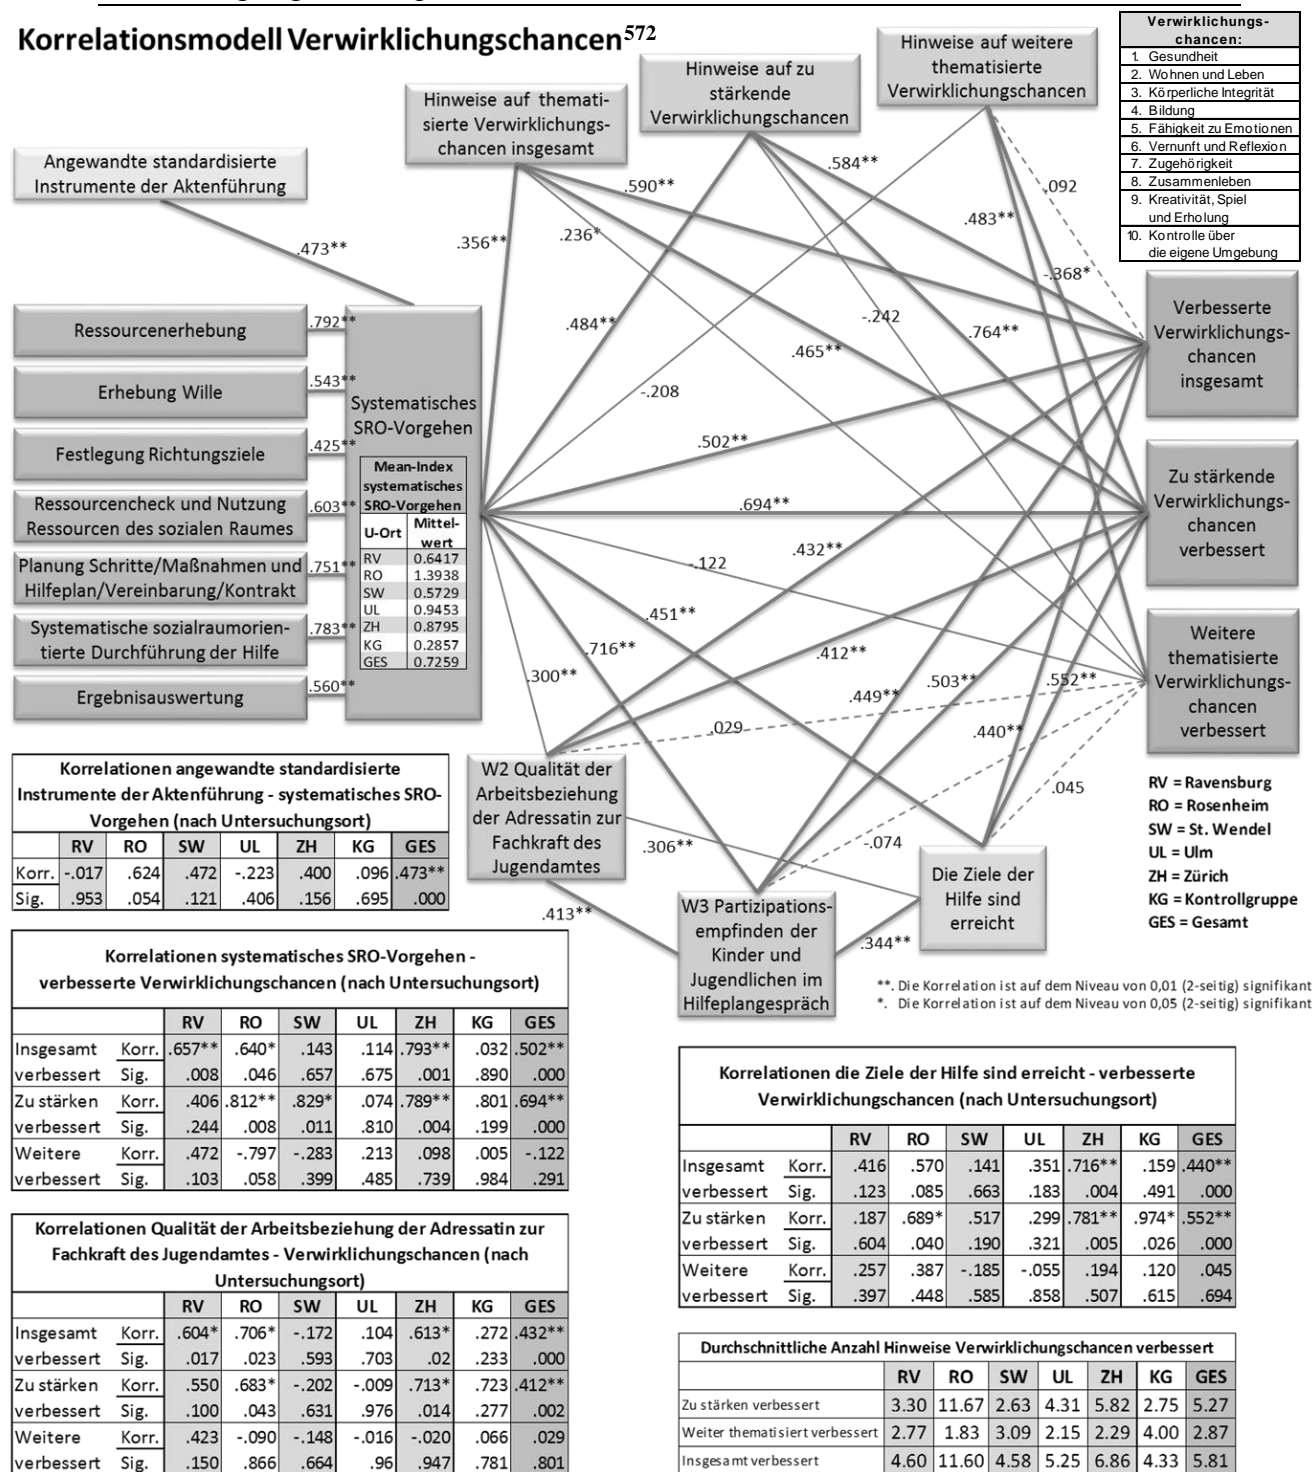 Korrelationsmodell Verwirklichungschancen572
Verwirklichungs-
chancen:
1. Gesundheit
2. Wohnen und Leben
3. Körperliche Integrität
4. Bildung
5. Fähigkeit zu Emotionen
6. Vernunft und Reflexion
7. Zugehörigkeit
8. Zusammenleben
9. Kreativität, Spiel
und Erholung
10. Kontrolle über
die eigene Umgebung
Hinweise auf weitere
thematisierte
Verwirklichungschancen
Hinweise auf zu
stärkende
Verwirklichungschancen
Hinweise auf themati-
sierte Verwirklichungs-
chancen insgesamt
Angewandte standardisierte
Instrumente der Aktenführung
.473**
.356**
.236*
.590**
.584**
.092
.483**
-.368*
.484**
-.242
.764**
.465**
-.208
.502**
.694**
.432**
-.122
.451**
.716**
.412**
.300**
.449**
.503**
.552**
.029
.440**
.045
.306**
-.074
.413**
.344**
Ressourcenerhebung
.792**
Erhebung Wille
.543**
Festlegung Richtungsziele
.425**
Ressourcencheck und Nutzung
Ressourcen des sozialen Raumes
.603**
Planung Schritte/Maßnahmen und
Hilfeplan/Vereinbarung/Kontrakt
.751**
Systematische sozialraumorien-
tierte Durchführung der Hilfe
.783**
Ergebnisauswertung
.560**
Systematisches
SRO-Vorgehen
Mean-Index
systematisches
SRO-Vorgehen
U-Ort Mittel-
wert
RV 0.6417
RO 1.3938
SW 0.5729
UL 0.9453
ZH 0.8795
KG 0.2857
GES 0.7259
Verbesserte
Verwirklichungs-
chancen
insgesamt
Zu stärkende
Verwirklichungs-
chancen
verbessert
Weitere
thematisierte
Verwirklichungs-
chancen
verbessert
W2 Qualität der
Arbeitsbeziehung
der Adressatin zur
Fachkraft des
Jugendamtes
W3 Partizipations-
empfinden der
Kinder und
Jugendlichen im
Hilfeplangespräch
Die Ziele der
Hilfe sind
erreicht
RV = Ravensburg
RO = Rosenheim
SW = St. Wendel
UL = Ulm
ZH = Zürich
KG = Kontrollgruppe
GES = Gesamt
**. Die Korrelation ist auf dem Niveau von 0,01 (2-seitig) signifikant
*. Die Korrelation ist auf dem Niveau von 0,05 (2-seitig) signifikant
Korrelationen angewandte standardisierte
Instrumente der Aktenführung - systematisches SRO-
Vorgehen (nach Untersuchungsort)
RV RO SW UL ZH KG GES
Korr. -.017 .624 .472 -.223 .400 .096 .473**
Sig. .953 .054 .121 .406 .156 .695 .000
Korrelationen systematisches SRO-Vorgehen -
verbesserte Verwirklichungschancen (nach Untersuchungsort)
RV RO SW UL ZH KG GES
Insgesamt Korr. .657** .640* .143 .114 .793** .032 .502**
verbessert Sig. .008 .046 .657 .675 .001 .890 .000
Zu stärken Korr. .406 .812** .829* .074 .789** .801 .694**
verbessert Sig. .244 .008 .011 .810 .004 .199 .000
Weitere Korr. .472 -.797 -.283 .213 .098 .005 -.122
verbessert Sig. .103 .058 .399 .485 .739 .984 .291
Korrelationen Qualität der Arbeitsbeziehung der Adressatin zur
Fachkraft des Jugendamtes - Verwirklichungschancen (nach
Untersuchungsort)
RV RO SW UL ZH KG GES
Insgesamt Korr. .604* .706* -.172 .104 .613* .272 .432**
verbessert Sig. .017 .023 .593 .703 .02 .233 .000
Zu stärken Korr. .550 .683* -.202 -.009 .713* .723 .412**
verbessert Sig. .100 .043 .631 .976 .014 .277 .002
Weitere Korr. .423 -.090 -.148 -.016 -.020 .066 .029
verbessert Sig. .150 .866 .664 .96 .947 .781 .801
Korrelationen die Ziele der Hilfe sind erreicht - verbesserte
Verwirklichungschancen (nach Untersuchungsort)
RV RO SW UL ZH KG GES
Insgesamt Korr. .416 .570 .141 .351 .716** .159 .440**
verbessert Sig. .123 .085 .663 .183 .004 .491 .000
Zu stärken Korr. .187 .689* .517 .299 .781** .974* .552**
verbessert Sig. .604 .040 .190 .321 .005 .026 .000
Weitere Korr. .257 .387 -.185 -.055 .194 .120 .045
verbessert Sig. .397 .448 .585 .858 .507 .615 .694
Durchschnittliche Anzahl Hinweise Verwirklichungschancen verbessert
RV RO SW UL ZH KG GES
Zu stärken verbessert 3.30 11.67 2.63 4.31 5.82 2.75 5.27
Weiter thematisiert verbessert 2.77 1.83 3.09 2.15 2.29 4.00 2.87
Insgesamt verbessert 4.60 11.60 4.58 5.25 6.86 4.33 5.81